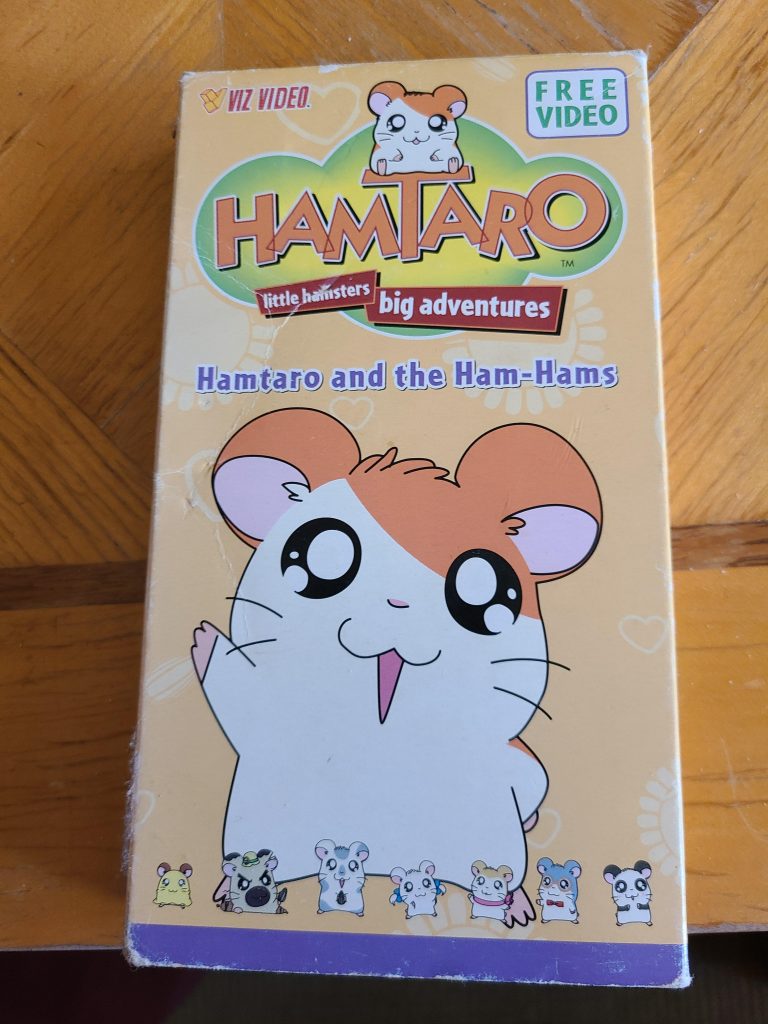 VIZ VIDEO.
FREE
VIDEO
HAMTARO
TM
little hamsters
big adventures
Hamtaro and the Ham-Hams